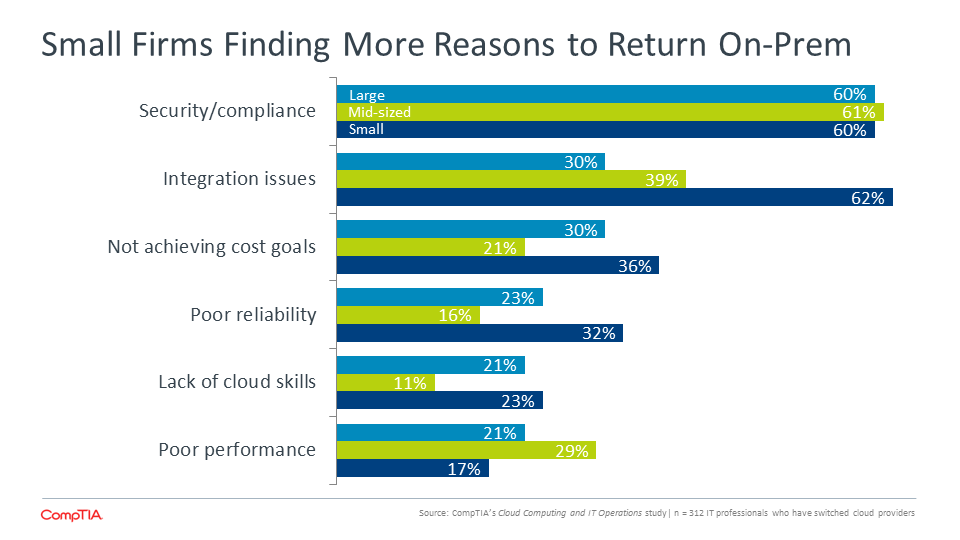 Small Firms Finding More Reasons to Return On-Prem
Security/compliance
Large 60%
Mid-sized 61%
Small 60%
Integration issues
30%
39%
62%
Not achieving cost goals
30%
21%
36%
Poor reliability
23%
16%
32%
Lack of cloud skills
21%
11%
23%
Poor performance
21%
29%
17%
CompTIA
Source: CompTIA's Cloud Computing and IT Operations study | n = 312 IT professionals who have switched cloud providers